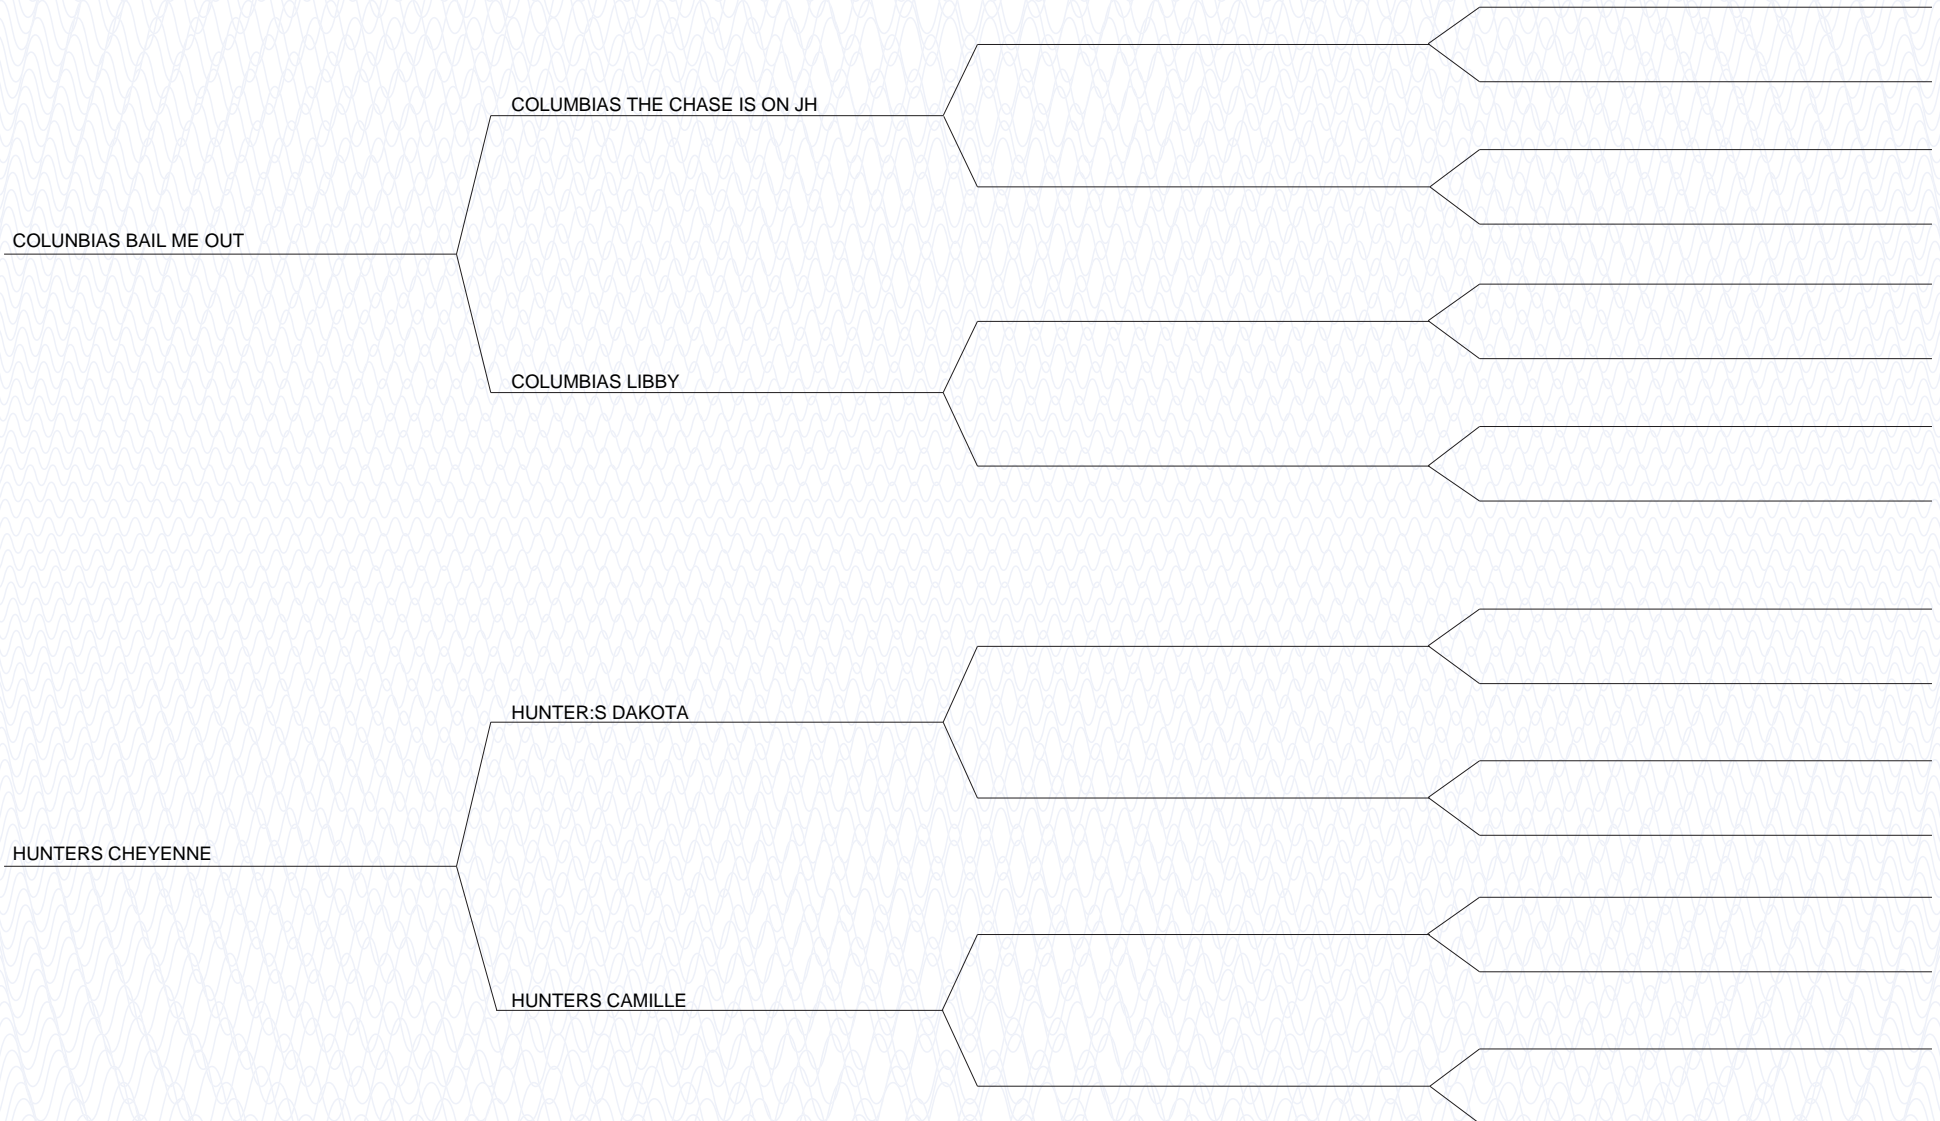 COLUMBIAS THE CHASE IS ON JH
COLUNBIAS BAIL ME OUT
COLUMBIAS LIBBY
HUNTER:S DAKOTA
HUNTERS CHEYENNE
HUNTERS CAMILLE